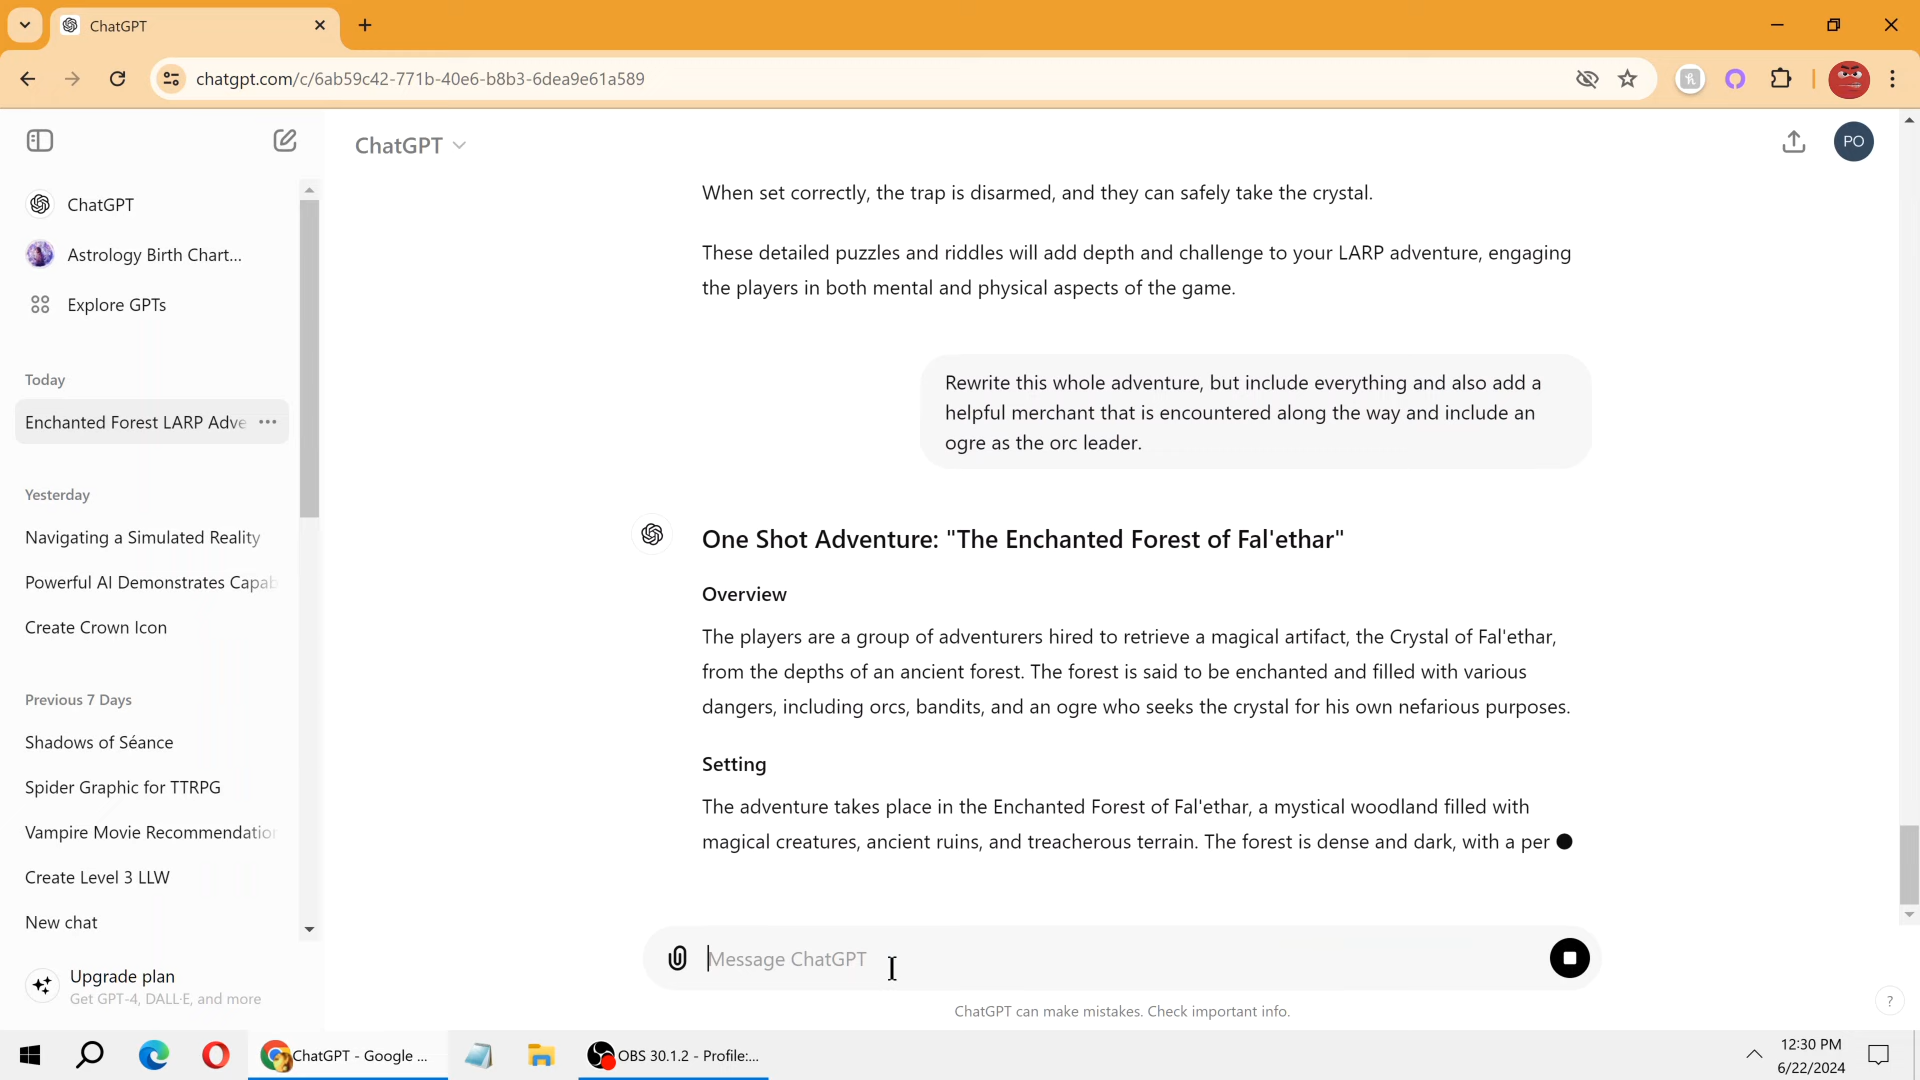 ChatGPT
chatgpt.com/c/6ab59c42-771b-40e6-b8b3-6dea9e61a589
ChatGPT
Astrology Birth Chart...
Explore GPTs
Today
Enchanted Forest LARP Adve
Yesterday
Navigating a Simulated Reality
Powerful AI Demonstrates Capab
Create Crown Icon
Previous 7 Days
Shadows of Séance
Spider Graphic for TTRPG
Vampire Movie Recommendation
Create Level 3 LLW
New chat
Upgrade plan
Get GPT-4, DALL·E, and more
ChatGPT
PO
When set correctly, the trap is disarmed, and they can safely take the crystal.
These detailed puzzles and riddles will add depth and challenge to your LARP adventure, engaging
the players in both mental and physical aspects of the game.
Rewrite this whole adventure, but include everything and also add a
helpful merchant that is encountered along the way and include an
ogre as the orc leader.
One Shot Adventure: "The Enchanted Forest of Fal'ethar"
Overview
The players are a group of adventurers hired to retrieve a magical artifact, the Crystal of Fal'ethar,
from the depths of an ancient forest. The forest is said to be enchanted and filled with various
dangers, including orcs, bandits, and an ogre who seeks the crystal for his own nefarious purposes.
Setting
The adventure takes place in the Enchanted Forest of Fal'ethar, a mystical woodland filled with
magical creatures, ancient ruins, and treacherous terrain. The forest is dense and dark, with a per
Message ChatGPT
ChatGPT can make mistakes. Check important info.
?
ChatGPT - Google ...
OBS 30.1.2 - Profile:...
12:30 PM
6/22/2024